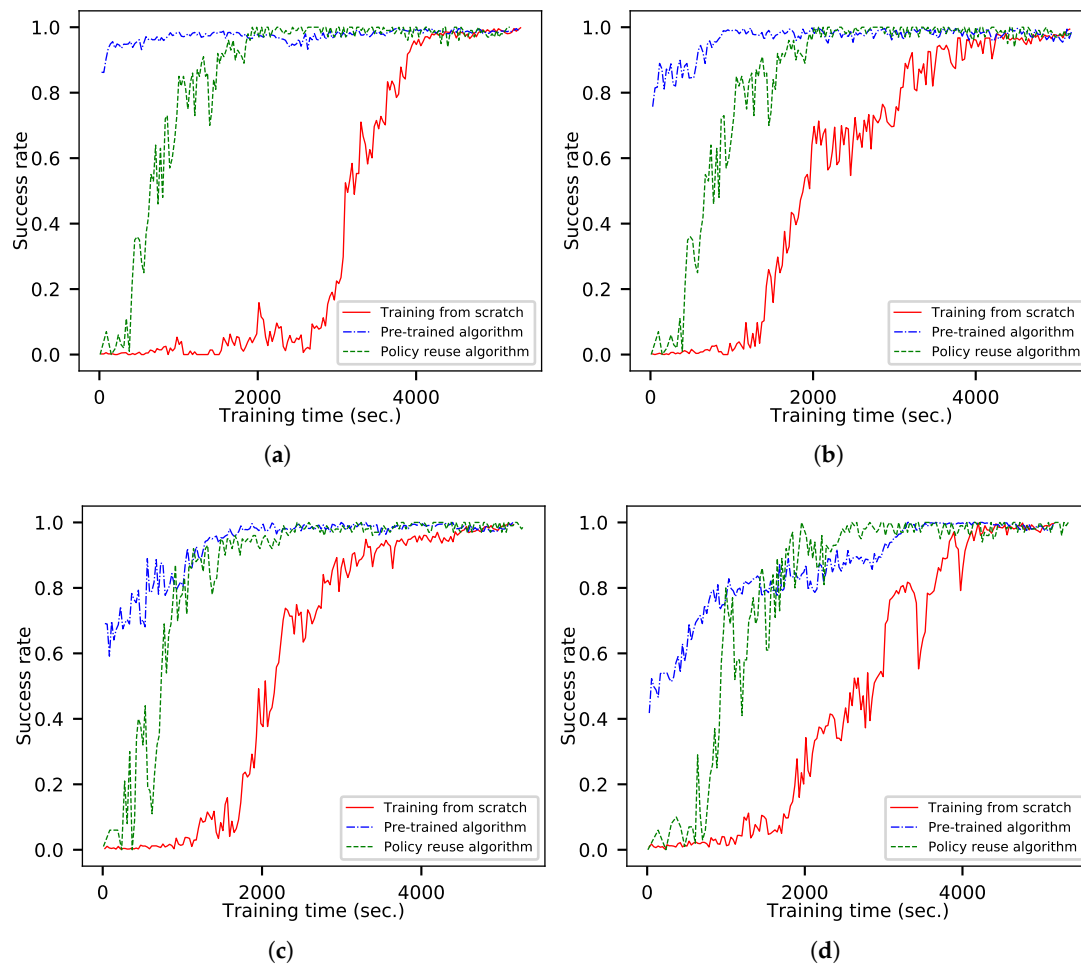 1.0
0.8
0.6
0.4
0.2
0.0
Success rate
0 2000 4000
Training time (sec.)
Training from scratch
Pre-trained algorithm
Policy reuse algorithm
(a)
1.0
0.8
0.6
0.4
0.2
0.0
Success rate
0 2000 4000
Training time (sec.)
Training from scratch
Pre-trained algorithm
Policy reuse algorithm
(b)
1.0
0.8
0.6
0.4
0.2
0.0
Success rate
0 2000 4000
Training time (sec.)
Training from scratch
Pre-trained algorithm
Policy reuse algorithm
(c)
1.0
0.8
0.6
0.4
0.2
0.0
Success rate
0 2000 4000
Training time (sec.)
Training from scratch
Pre-trained algorithm
Policy reuse algorithm
(d)